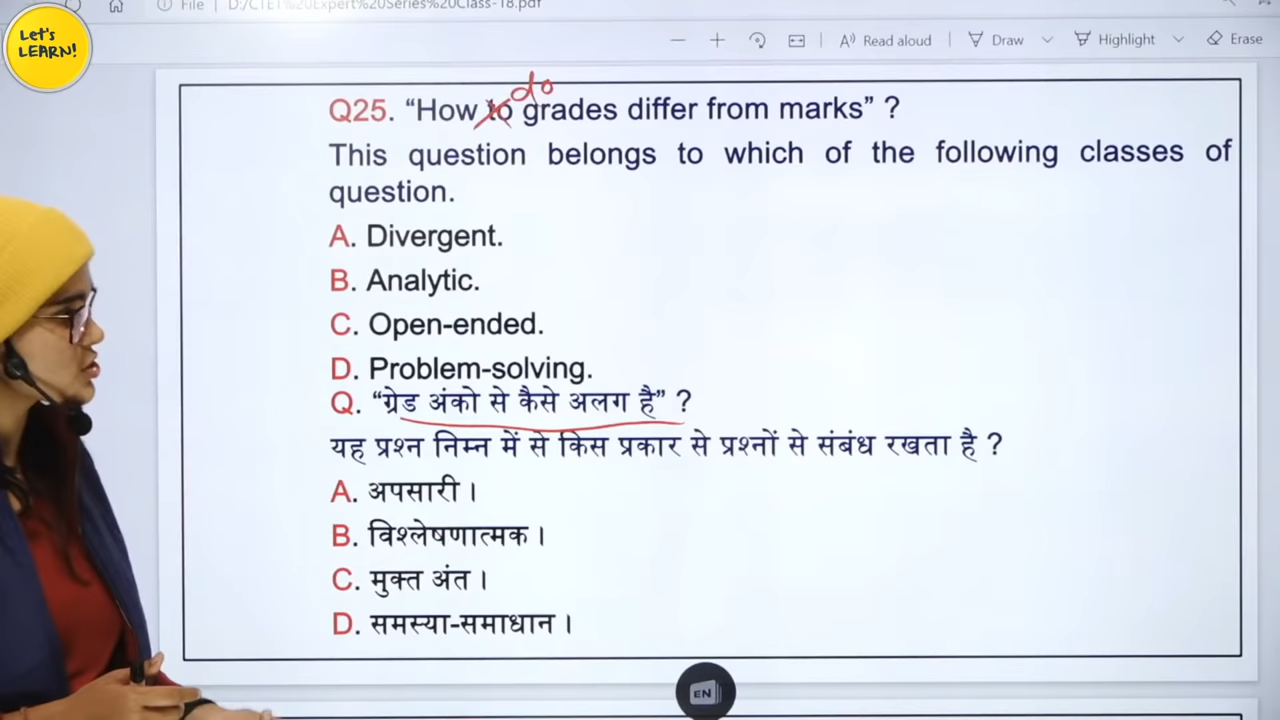 File | D:/CTET%20Expert%20Series%20Class-18.pdf
Let's
LEARN!
Read aloud | Draw Highlight Erase
do
Q25. “How to grades differ from marks” ?
This question belongs to which of the following classes of
question.
A. Divergent.
B. Analytic.
C. Open-ended.
D. Problem-solving.
Q. “ग्रेड अंको से कैसे अलग है” ?
यह प्रश्न निम्न में से किस प्रकार से प्रश्नों से संबंध रखता है ?
A. अपसारी।
B. विश्लेषणात्मक।
C. मुक्त अंत।
D. समस्या-समाधान।
EN